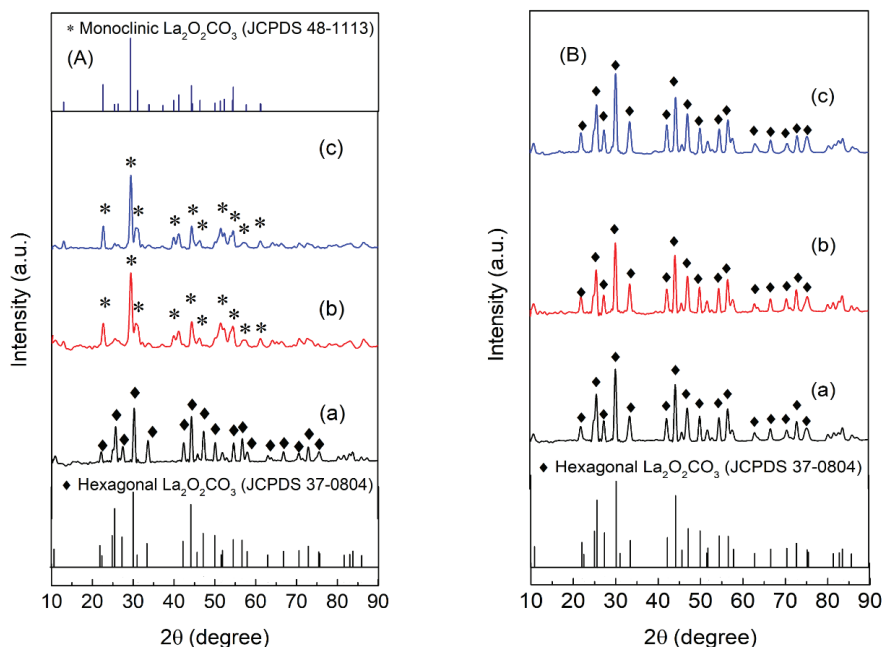 * Monoclinic La₂O₂CO₃ (JCPDS 48-1113)
(A)
(c)
(b)
(a)
◆ Hexagonal La₂O₂CO₃ (JCPDS 37-0804)
Intensity (a.u.)
10 20 30 40 50 60 70 80 90
2θ (degree)
(B)
(c)
(b)
(a)
◆ Hexagonal La₂O₂CO₃ (JCPDS 37-0804)
Intensity (a.u.)
10 20 30 40 50 60 70 80 90
2θ (degree)